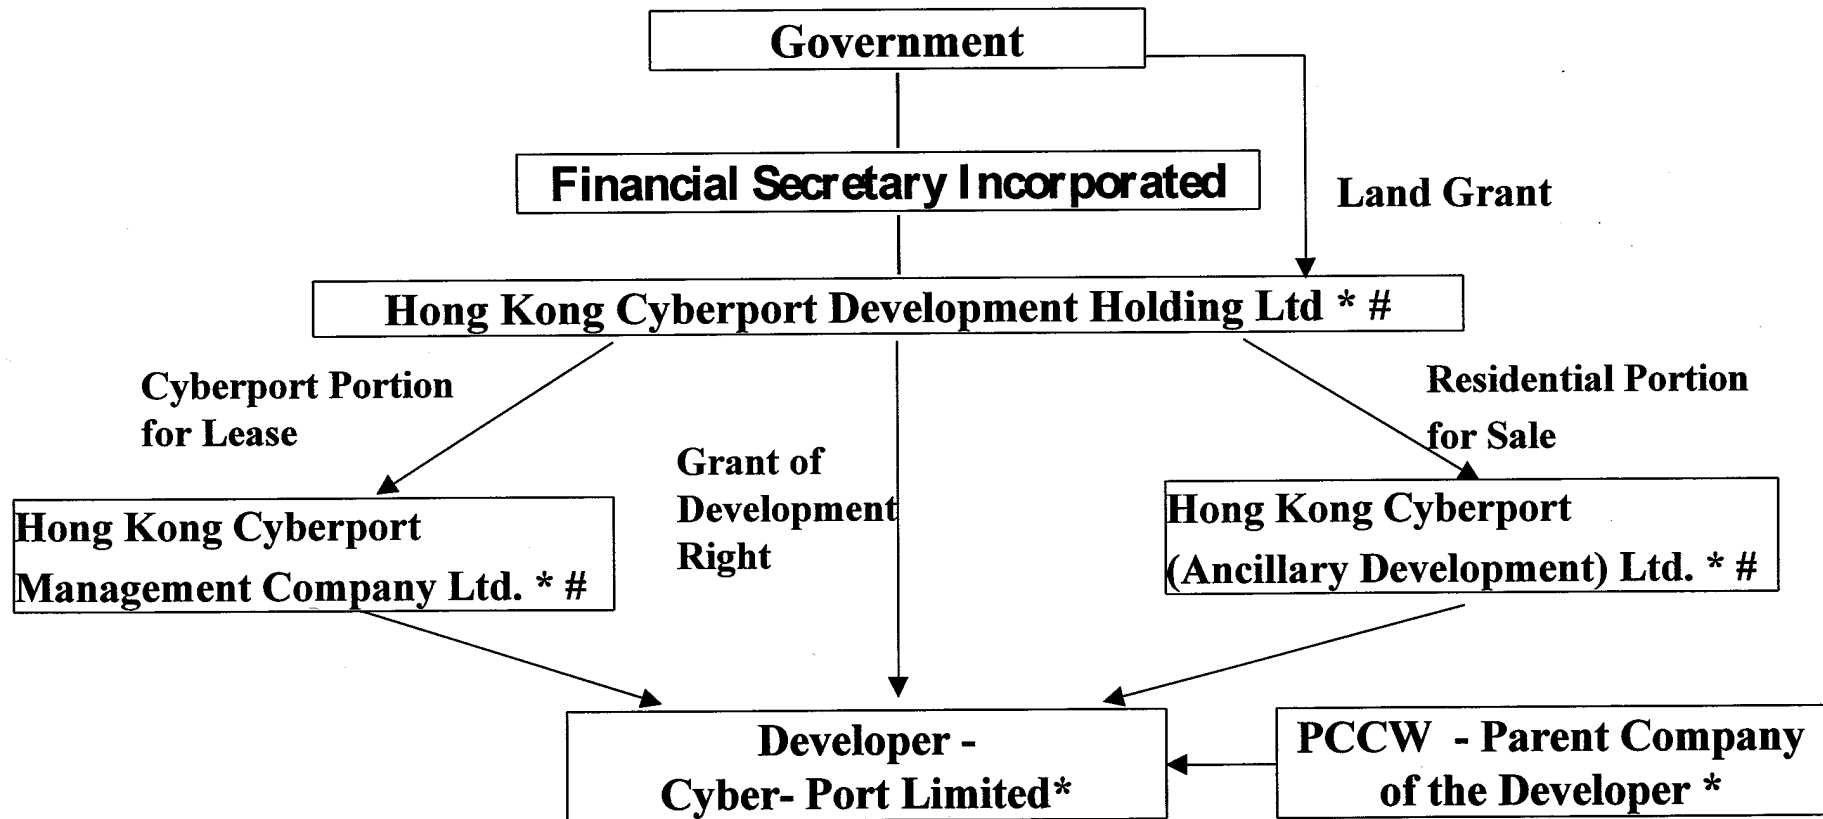 Government
Financial Secretary Incorporated
Land Grant
Hong Kong Cyberport Development Holding Ltd * #
Cyberport Portion
for Lease
Residential Portion
for Sale
Grant of
Development
Right
Hong Kong Cyberport
Management Company Ltd. * #
Hong Kong Cyberport
(Ancillary Development) Ltd. * #
Developer -
Cyber- Port Limited*
PCCW - Parent Company
of the Developer *